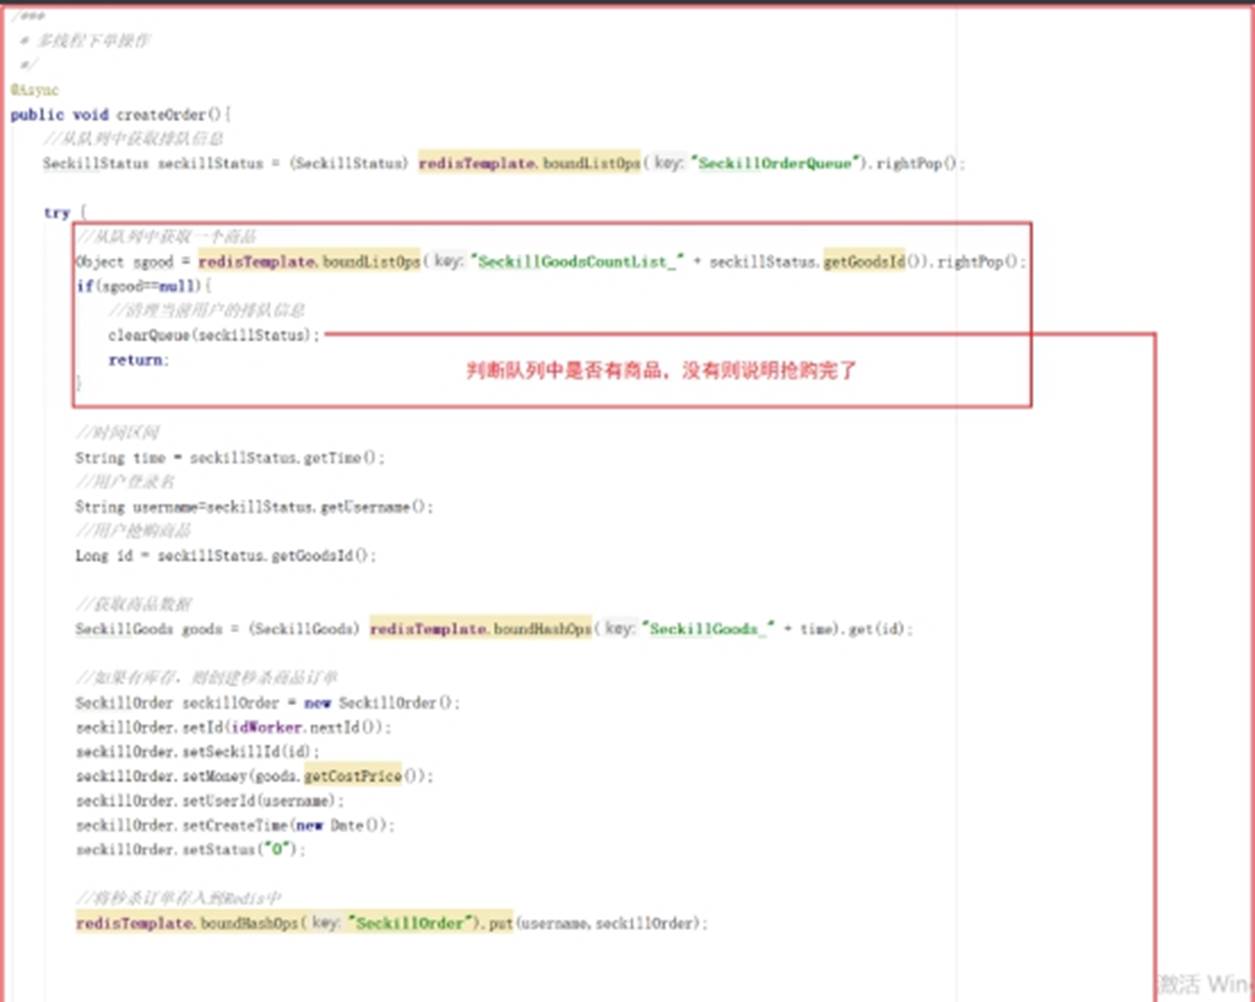 /***
 * 多线程下单操作
 */
@Async
public void createOrder(){
//从队列中获取排队信息
SeckillStatus seckillStatus = (SeckillStatus) redisTemplate.boundListOps( key: "SeckillOrderQueue").rightPop();
try {
//从队列中获取一个商品
Object sgood = redisTemplate.boundListOps( key: "SeckillGoodsCountList_" + seckillStatus.getGoodsId()).rightPop();
if(sgood==null){
//清理当前用户的排队信息
clearQueue(seckillStatus);
return;
判断队列中是否有商品，没有则说明抢购完了
}
//时间区间
String time = seckillStatus.getTime();
//用户登录名
String username=seckillStatus.getUsername();
//用户抢购商品
Long id = seckillStatus.getGoodsId();
//获取商品数据
SeckillGoods goods = (SeckillGoods) redisTemplate.boundHashOps( key: "SeckillGoods_" + time).get(id);
//如果有库存，则创建秒杀商品订单
SeckillOrder seckillOrder = new SeckillOrder();
seckillOrder.setId(idWorker.nextId());
seckillOrder.setSeckillId(id);
seckillOrder.setMoney(goods.getCostPrice());
seckillOrder.setUserId(username);
seckillOrder.setCreateTime(new Date());
seckillOrder.setStatus("0");
//将秒杀订单存入到Redis中
redisTemplate.boundHashOps( key: "SeckillOrder").put(username,seckillOrder);
激活 Win